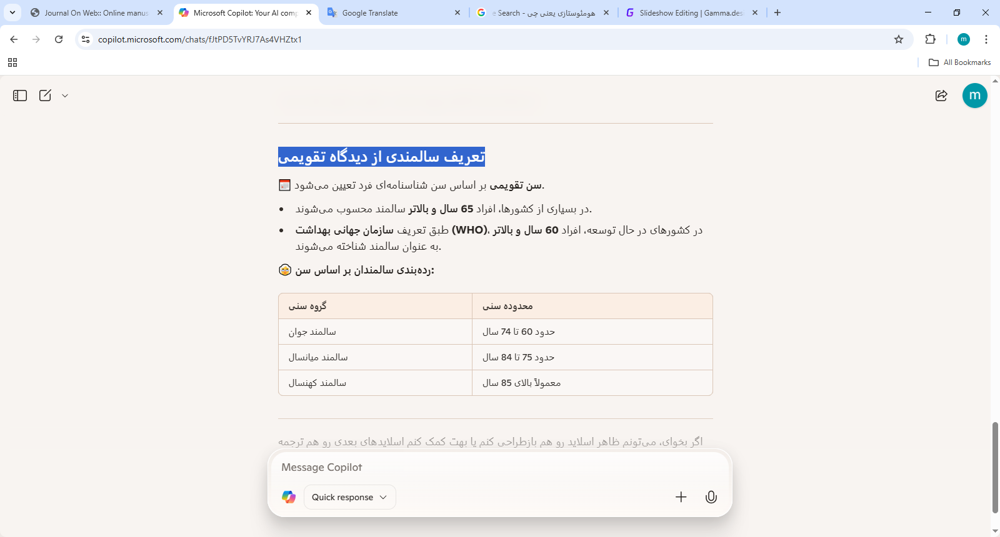 Journal On Web:: Online manus
Microsoft Copilot: Your AI comp
Google Translate
هومئوستازی یعنی چی - e Search
Slideshow Editing | Gamma.des
copilot.microsoft.com/chats/fJtPD5TvYRJ7As4VHZtx1
m
All Bookmarks
m
تعریف سالمندی از دیدگاه تقویمی
سن تقویمی بر اساس سن شناسنامه‌ای فرد تعیین می‌شود.
در بسیاری از کشورها، افراد 65 سال و بالاتر سالمند محسوب می‌شوند.
طبق تعریف سازمان جهانی بهداشت (WHO)، در کشورهای در حال توسعه، افراد 60 سال و بالاتر
به عنوان سالمند شناخته می‌شوند.
رده‌بندی سالمندان بر اساس سن:
گروه سنی	محدوده سنی
سالمند جوان	حدود 60 تا 74 سال
سالمند میانسال	حدود 75 تا 84 سال
سالمند کهنسال	معمولاً بالای 85 سال
اگر بخوای، می‌تونم ظاهر اسلاید رو هم بازطراحی کنم یا بهت کمک کنم اسلایدهای بعدی رو هم ترجمه
Message Copilot
Quick response